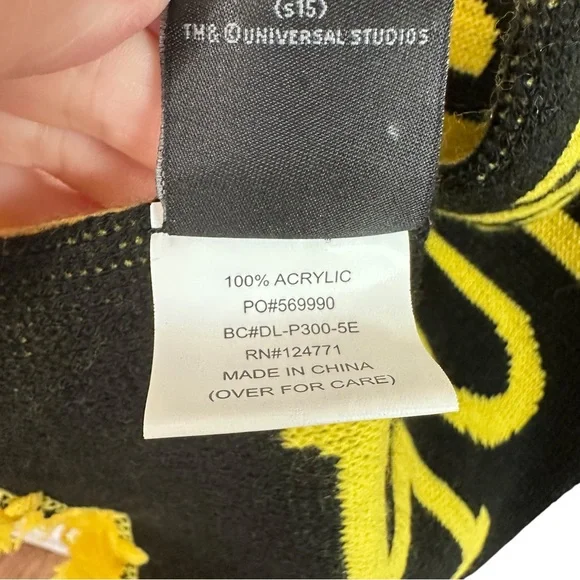 (s15)
TM& ©UNIVERSAL STUDIOS
100% ACRYLIC
PO#569990
BC#DL-P300-5E
RN#124771
MADE IN CHINA
(OVER FOR CARE)